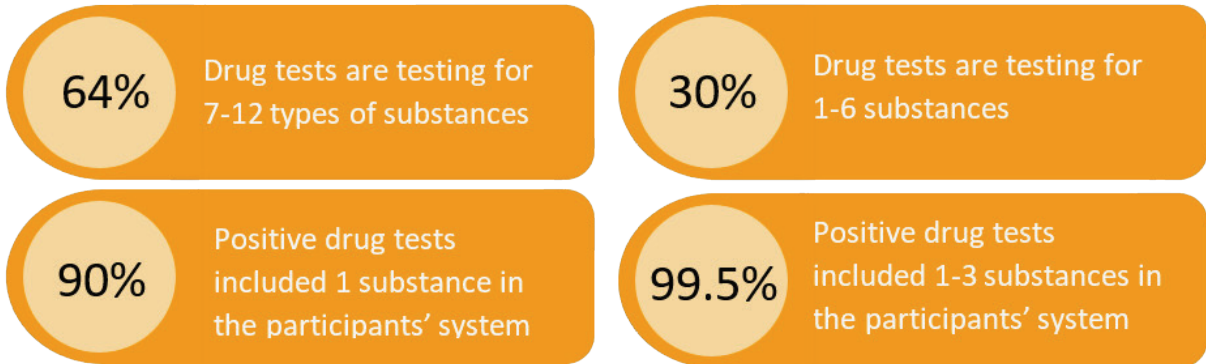 64%
Drug tests are testing for
7-12 types of substances
30%
Drug tests are testing for
1-6 substances
90%
Positive drug tests
included 1 substance in
the participants’ system
99.5%
Positive drug tests
included 1-3 substances in
the participants’ system